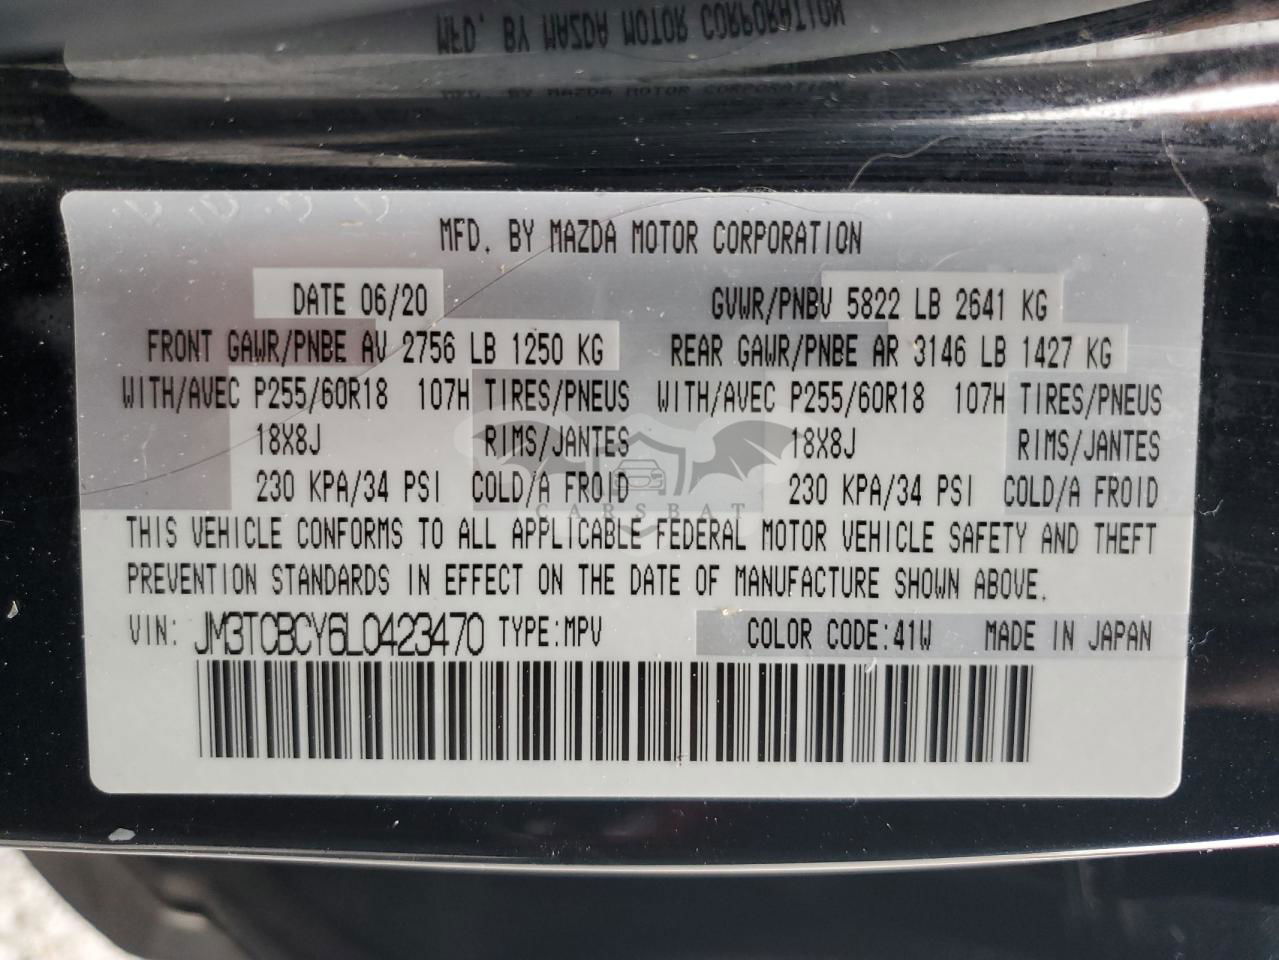 MFD. BY MAZDA MOTOR CORPORATION
MFD. BY MAZDA MOTOR CORPORATION
MFD. BY MAZDA MOTOR CORPORATION
DATE 06/20 GVWR/PNBV 5822 LB 2641 KG
FRONT GAWR/PNBE AV 2756 LB 1250 KG REAR GAWR/PNBE AR 3146 LB 1427 KG
WITH/AVEC P255/60R18 107H TIRES/PNEUS WITH/AVEC P255/60R18 107H TIRES/PNEUS
18X8J RIMS/JANTES 18X8J RIMS/JANTES
230 KPA/34 PSI COLD/A FROID 230 KPA/34 PSI COLD/A FROID
CARSBAT
THIS VEHICLE CONFORMS TO ALL APPLICABLE FEDERAL MOTOR VEHICLE SAFETY AND THEFT
PREVENTION STANDARDS IN EFFECT ON THE DATE OF MANUFACTURE SHOWN ABOVE.
VIN: JM3TCBCY6L0423470 TYPE:MPV COLOR CODE:41W MADE IN JAPAN